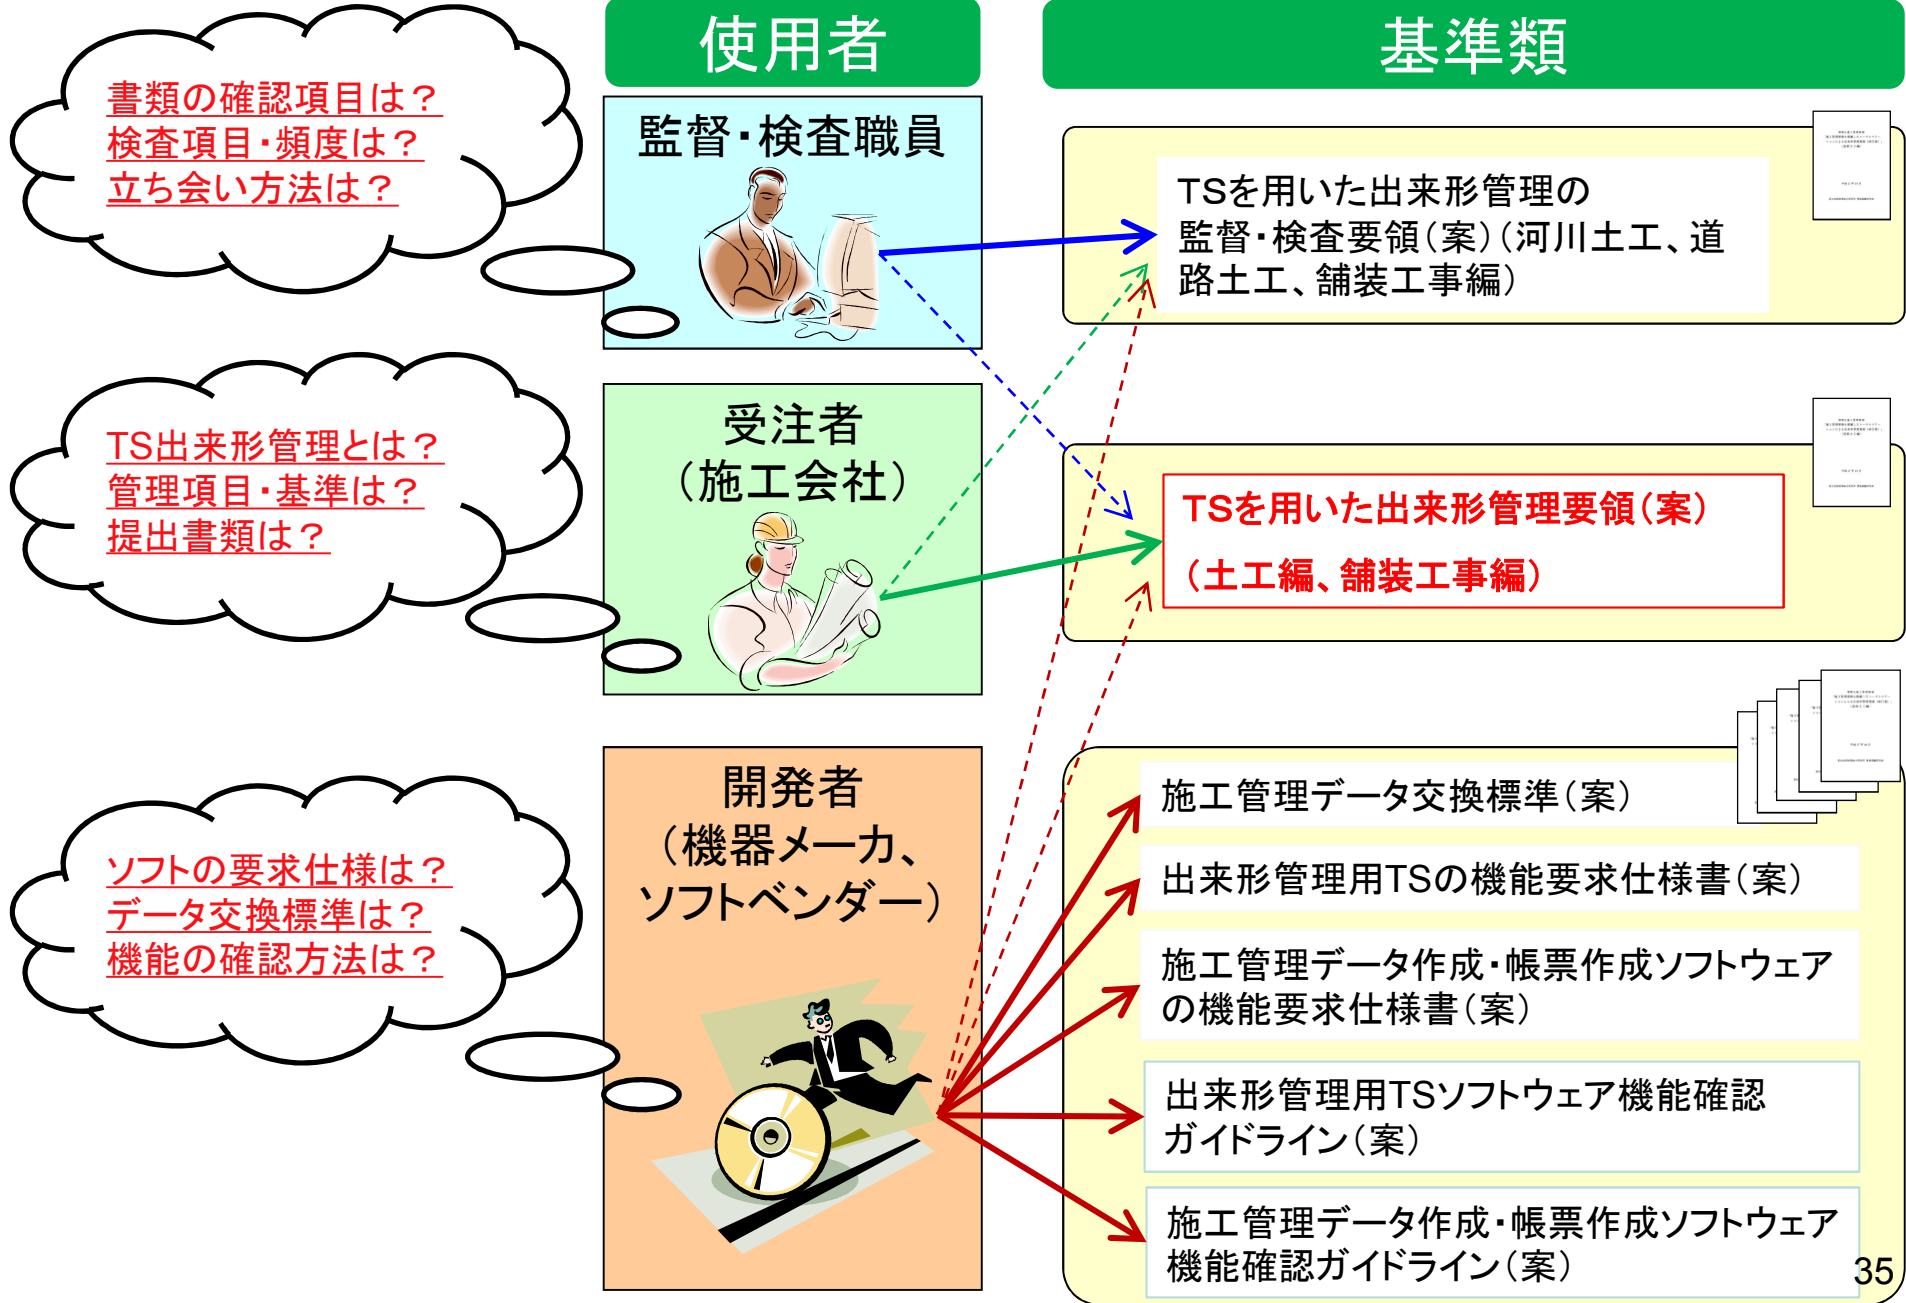 使用者
基準類
書類の確認項目は？
検査項目・頻度は？
立ち会い方法は？
監督・検査職員
TSを用いた出来形管理の
監督・検査要領（案）（河川土工、道
路土工、舗装工事編）
TS出来形管理とは？
管理項目・基準は？
提出書類は？
受注者
（施工会社）
TSを用いた出来形管理要領（案）
（土工編、舗装工事編）
ソフトの要求仕様は？
データ交換標準は？
機能の確認方法は？
開発者
（機器メーカ、
ソフトベンダー）
施工管理データ交換標準（案）
出来形管理用TSの機能要求仕様書（案）
施工管理データ作成・帳票作成ソフトウェア
の機能要求仕様書（案）
出来形管理用TSソフトウェア機能確認
ガイドライン（案）
施工管理データ作成・帳票作成ソフトウェア
機能確認ガイドライン（案）
35